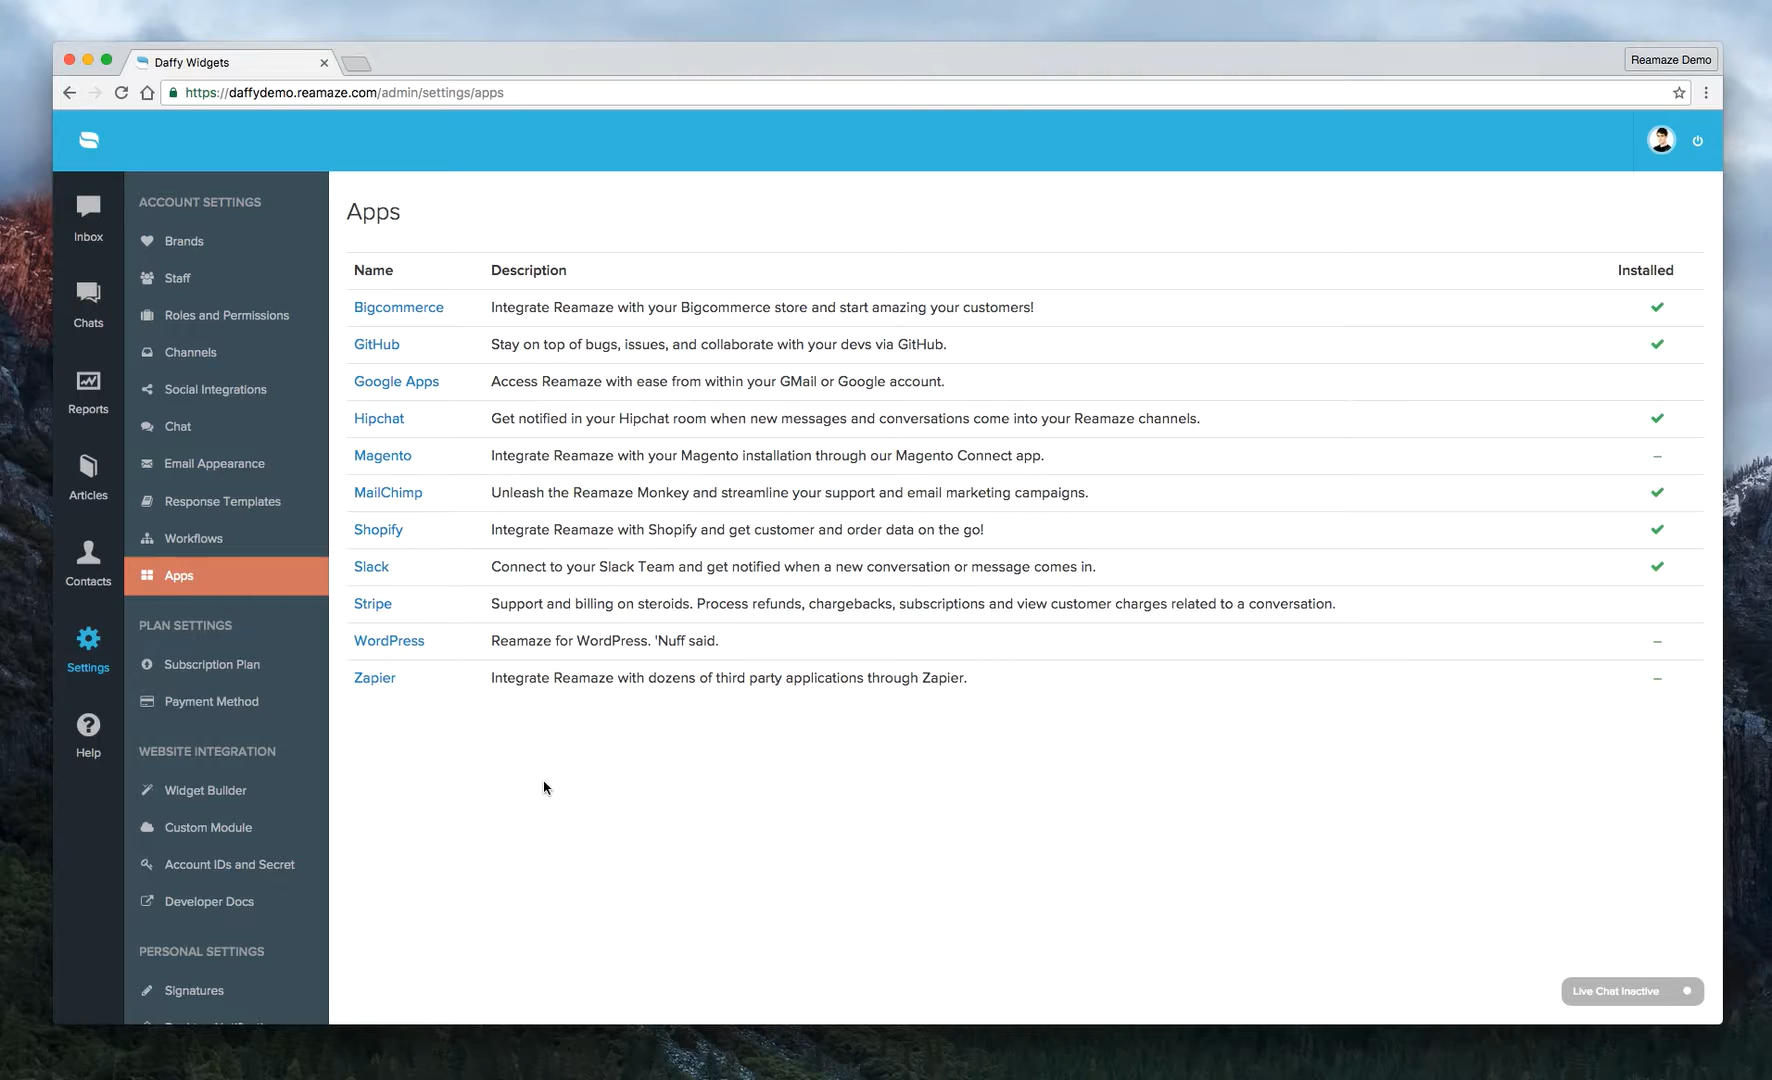 Daffy Widgets
Reamaze Demo
https://daffydemo.reamaze.com/admin/settings/apps
Inbox
Chats
Reports
Articles
Contacts
Settings
Help
ACCOUNT SETTINGS
Brands
Staff
Roles and Permissions
Channels
Social Integrations
Chat
Email Appearance
Response Templates
Workflows
Apps
PLAN SETTINGS
Subscription Plan
Payment Method
WEBSITE INTEGRATION
Widget Builder
Custom Module
Account IDs and Secret
Developer Docs
PERSONAL SETTINGS
Signatures
Apps
Name Description Installed
Bigcommerce Integrate Reamaze with your Bigcommerce store and start amazing your customers!
GitHub Stay on top of bugs, issues, and collaborate with your devs via GitHub.
Google Apps Access Reamaze with ease from within your GMail or Google account.
Hipchat Get notified in your Hipchat room when new messages and conversations come into your Reamaze channels.
Magento Integrate Reamaze with your Magento installation through our Magento Connect app. –
MailChimp Unleash the Reamaze Monkey and streamline your support and email marketing campaigns.
Shopify Integrate Reamaze with Shopify and get customer and order data on the go!
Slack Connect to your Slack Team and get notified when a new conversation or message comes in.
Stripe Support and billing on steroids. Process refunds, chargebacks, subscriptions and view customer charges related to a conversation.
WordPress Reamaze for WordPress. 'Nuff said. –
Zapier Integrate Reamaze with dozens of third party applications through Zapier. –
Live Chat Inactive